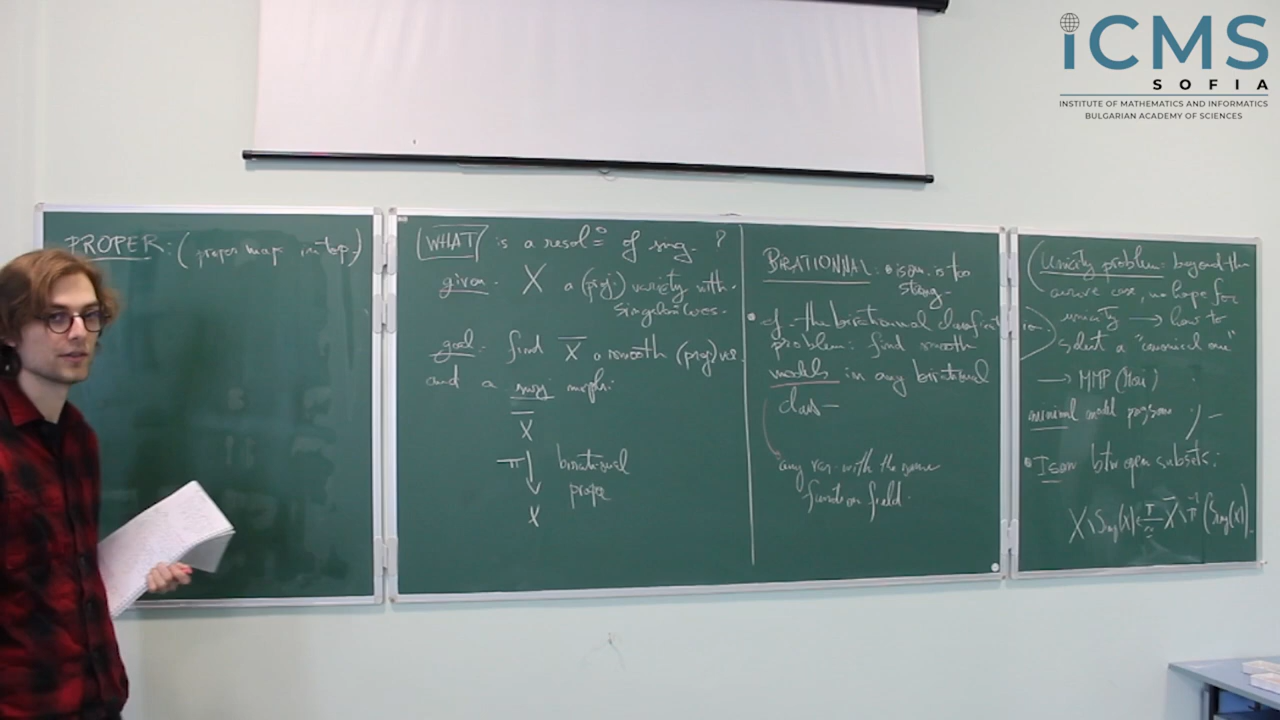 iCMS
SOFIA
INSTITUTE OF MATHEMATICS AND INFORMATICS
BULGARIAN ACADEMY OF SCIENCES
PROPER. (proper map in top.)
WHAT is a resol° of sing. ?
given. X a (proj) variety with
singularities.
goal. find X̅ a smooth (proj) var.
and a surj morph:
X̅
π ↓ birational
proper
X
BIRATIONNAL : • isom. is too
strong.
• cf. the birational classification
problem: find smooth
models in any birational
class
any var. with the same
function field.
(Unicity problem: beyond the
curve case, no hope for
unicity → how to
select a "canonical one"
→ MMP (Mori)
minimal model program )
• Isom btw open subsets:
X \ Sing(X) ←π≃ X̅ \ π⁻¹(Sing(X)).